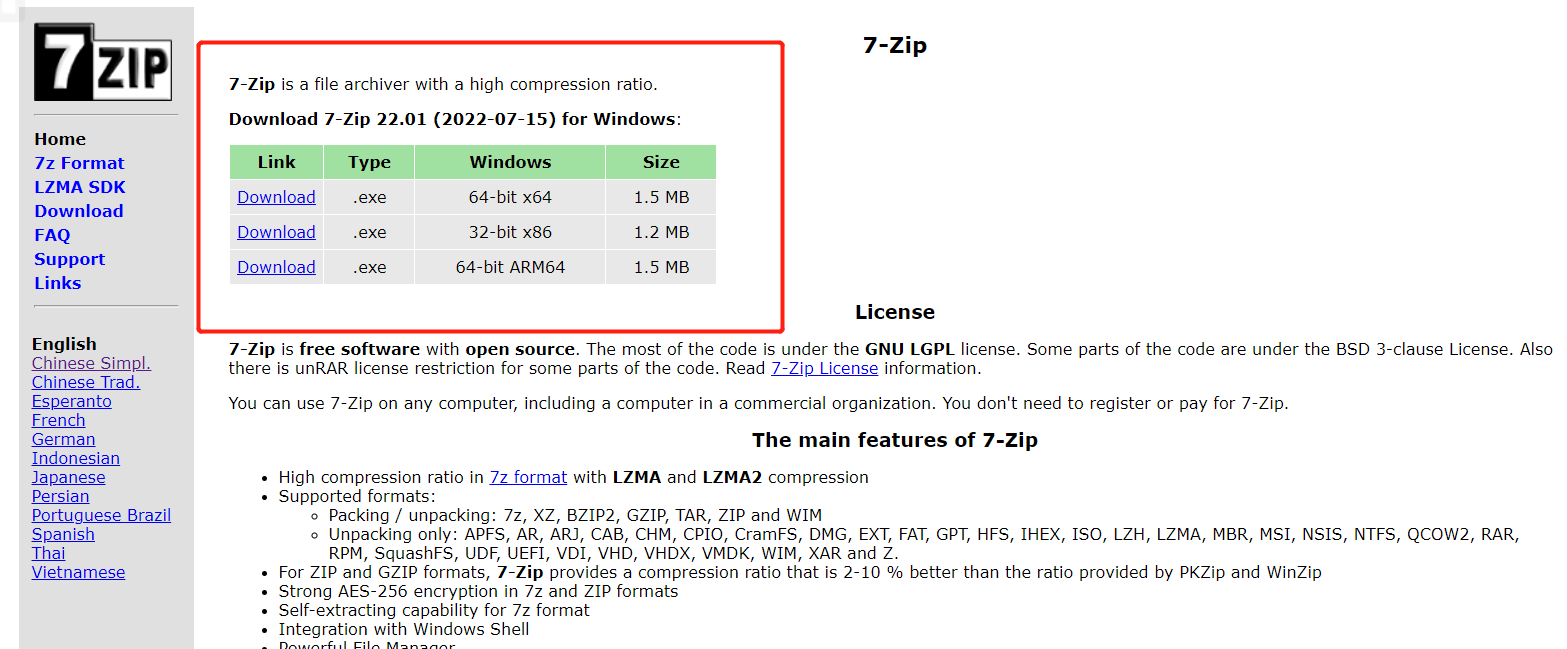 7ZIP
Home
7z Format
LZMA SDK
Download
FAQ
Support
Links
English
Chinese Simpl.
Chinese Trad.
Esperanto
French
German
Indonesian
Japanese
Persian
Portuguese Brazil
Spanish
Thai
Vietnamese
7-Zip
7-Zip is a file archiver with a high compression ratio.
Download 7-Zip 22.01 (2022-07-15) for Windows:
Link Type Windows Size
Download .exe 64-bit x64 1.5 MB
Download .exe 32-bit x86 1.2 MB
Download .exe 64-bit ARM64 1.5 MB
License
7-Zip is free software with open source. The most of the code is under the GNU LGPL license. Some parts of the code are under the BSD 3-clause License. Also
there is unRAR license restriction for some parts of the code. Read 7-Zip License information.
You can use 7-Zip on any computer, including a computer in a commercial organization. You don't need to register or pay for 7-Zip.
The main features of 7-Zip
• High compression ratio in 7z format with LZMA and LZMA2 compression
• Supported formats:
◦ Packing / unpacking: 7z, XZ, BZIP2, GZIP, TAR, ZIP and WIM
◦ Unpacking only: APFS, AR, ARJ, CAB, CHM, CPIO, CramFS, DMG, EXT, FAT, GPT, HFS, IHEX, ISO, LZH, LZMA, MBR, MSI, NSIS, NTFS, QCOW2, RAR,
RPM, SquashFS, UDF, UEFI, VDI, VHD, VHDX, VMDK, WIM, XAR and Z.
• For ZIP and GZIP formats, 7-Zip provides a compression ratio that is 2-10 % better than the ratio provided by PKZip and WinZip
• Strong AES-256 encryption in 7z and ZIP formats
• Self-extracting capability for 7z format
• Integration with Windows Shell
• Powerful File Manager